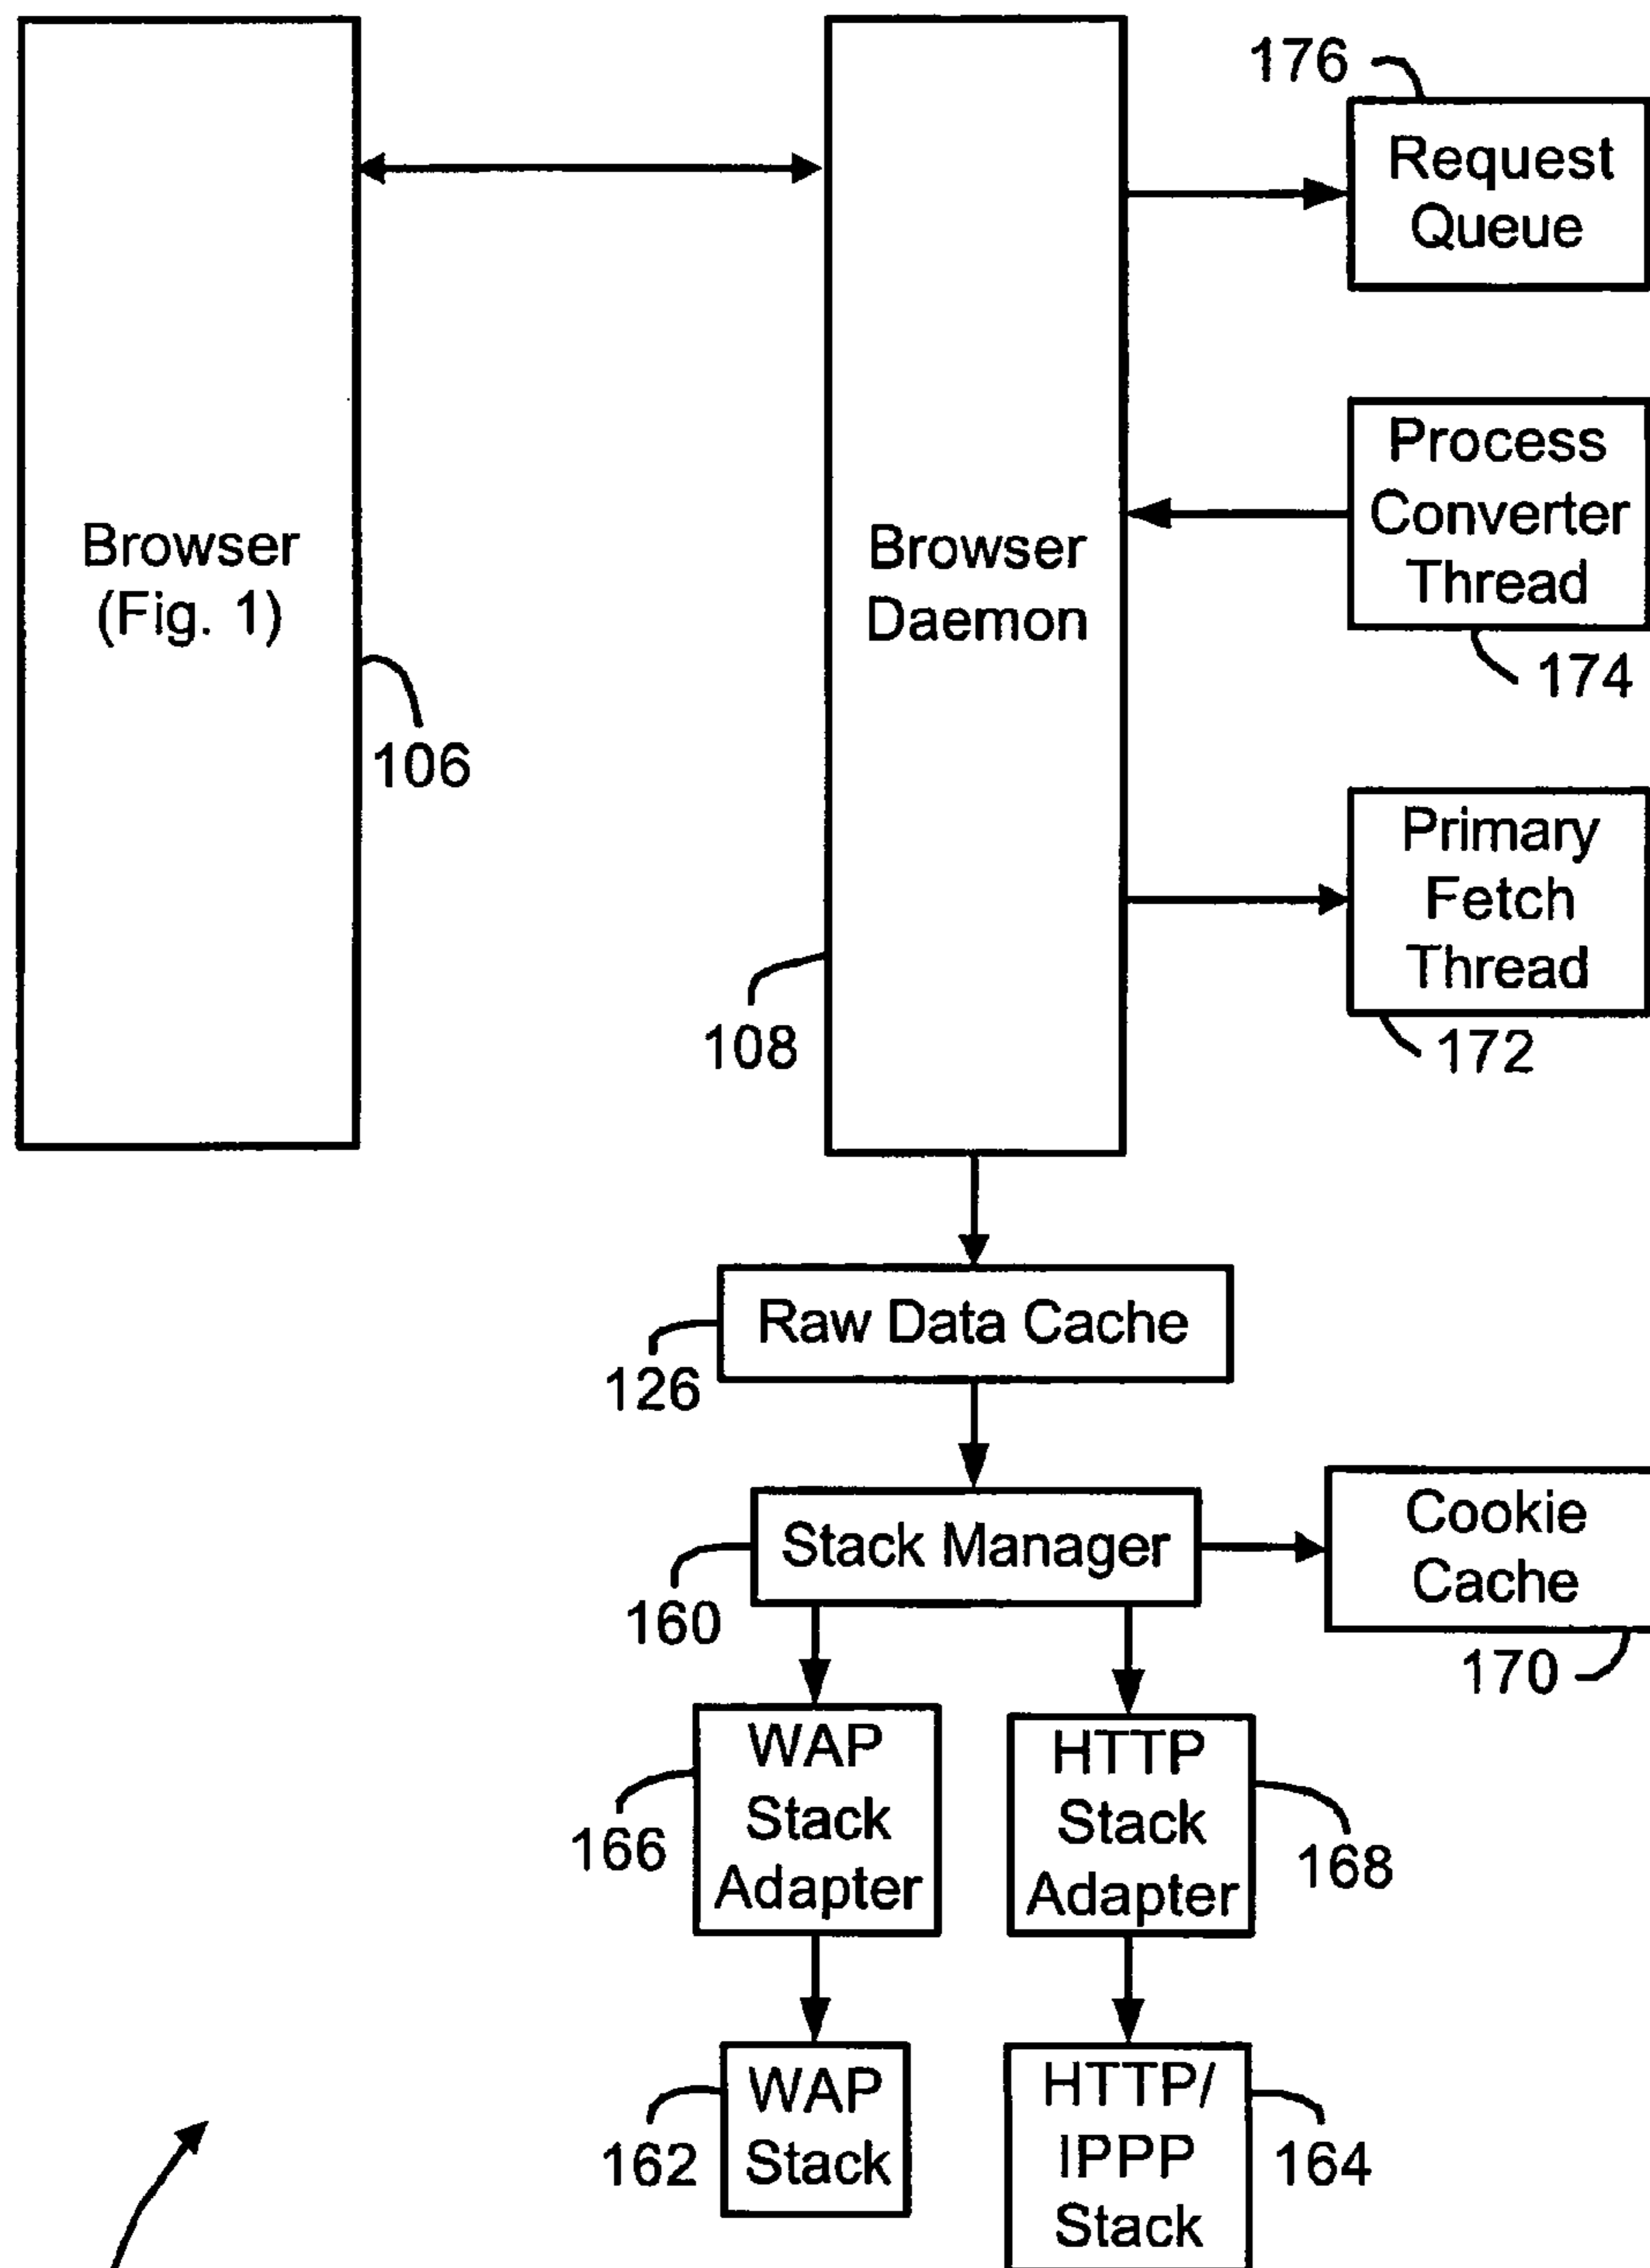 176
Request
Queue
Process
Converter
Thread
174
Browser
(Fig. 1)
106
Browser
Daemon
108
Primary
Fetch
Thread
172
Raw Data Cache
126
Stack Manager
160
Cookie
Cache
170
WAP
Stack
Adapter
166
HTTP
Stack
Adapter
168
WAP
Stack
162
HTTP/
IPPP
Stack
164